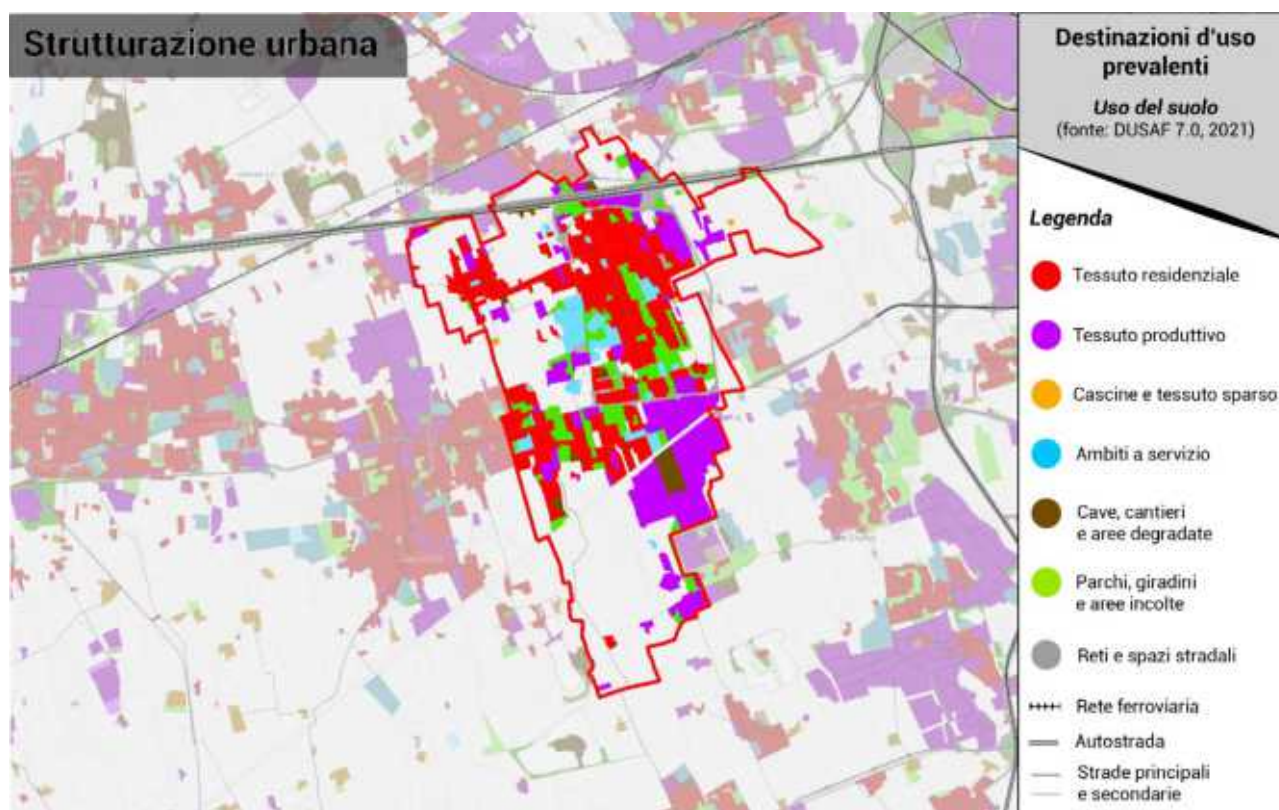 Strutturazione urbana
Destinazioni d'uso
prevalenti
Uso del suolo
(fonte: DUSAF 7.0, 2021)
Legenda
Tessuto residenziale
Tessuto produttivo
Cascine e tessuto sparso
Ambiti a servizio
Cave, cantieri
e aree degradate
Parchi, giradini
e aree incolte
Reti e spazi stradali
Rete ferroviaria
Autostrada
Strade principali
e secondarie